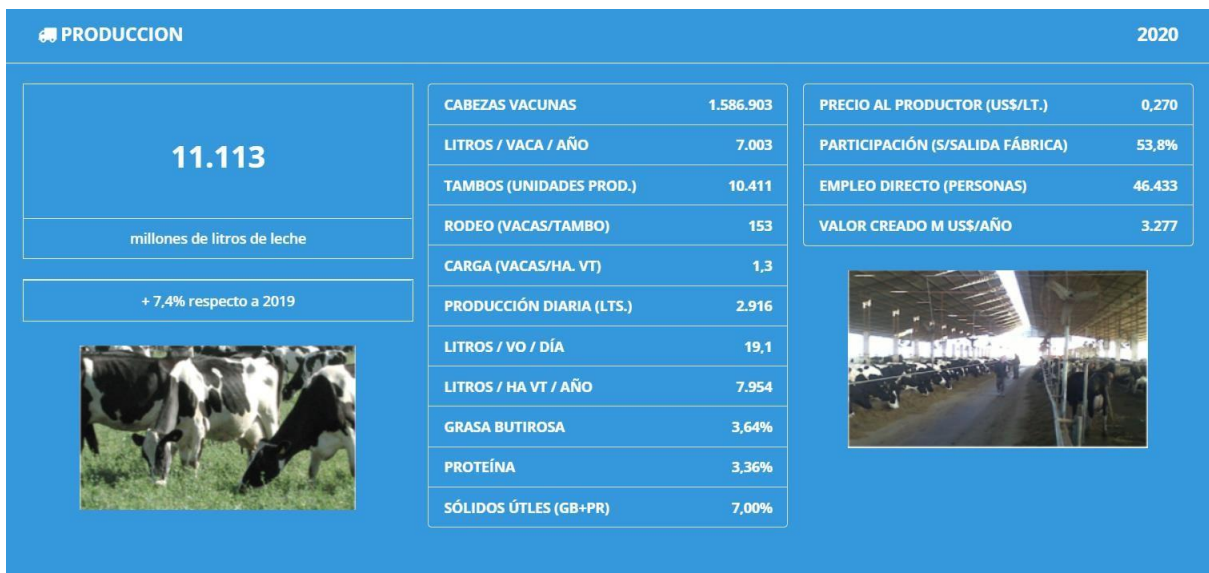 PRODUCCION 2020
11.113
millones de litros de leche
+ 7,4% respecto a 2019
CABEZAS VACUNAS 1.586.903
LITROS / VACA / AÑO 7.003
TAMBOS (UNIDADES PROD.) 10.411
RODEO (VACAS/TAMBO) 153
CARGA (VACAS/HA. VT) 1,3
PRODUCCIÓN DIARIA (LTS.) 2.916
LITROS / VO / DÍA 19,1
LITROS / HA VT / AÑO 7.954
GRASA BUTIROSA 3,64%
PROTEÍNA 3,36%
SÓLIDOS ÚTLES (GB+PR) 7,00%
PRECIO AL PRODUCTOR (US$/LT.) 0,270
PARTICIPACIÓN (S/SALIDA FÁBRICA) 53,8%
EMPLEO DIRECTO (PERSONAS) 46.433
VALOR CREADO M US$/AÑO 3.277